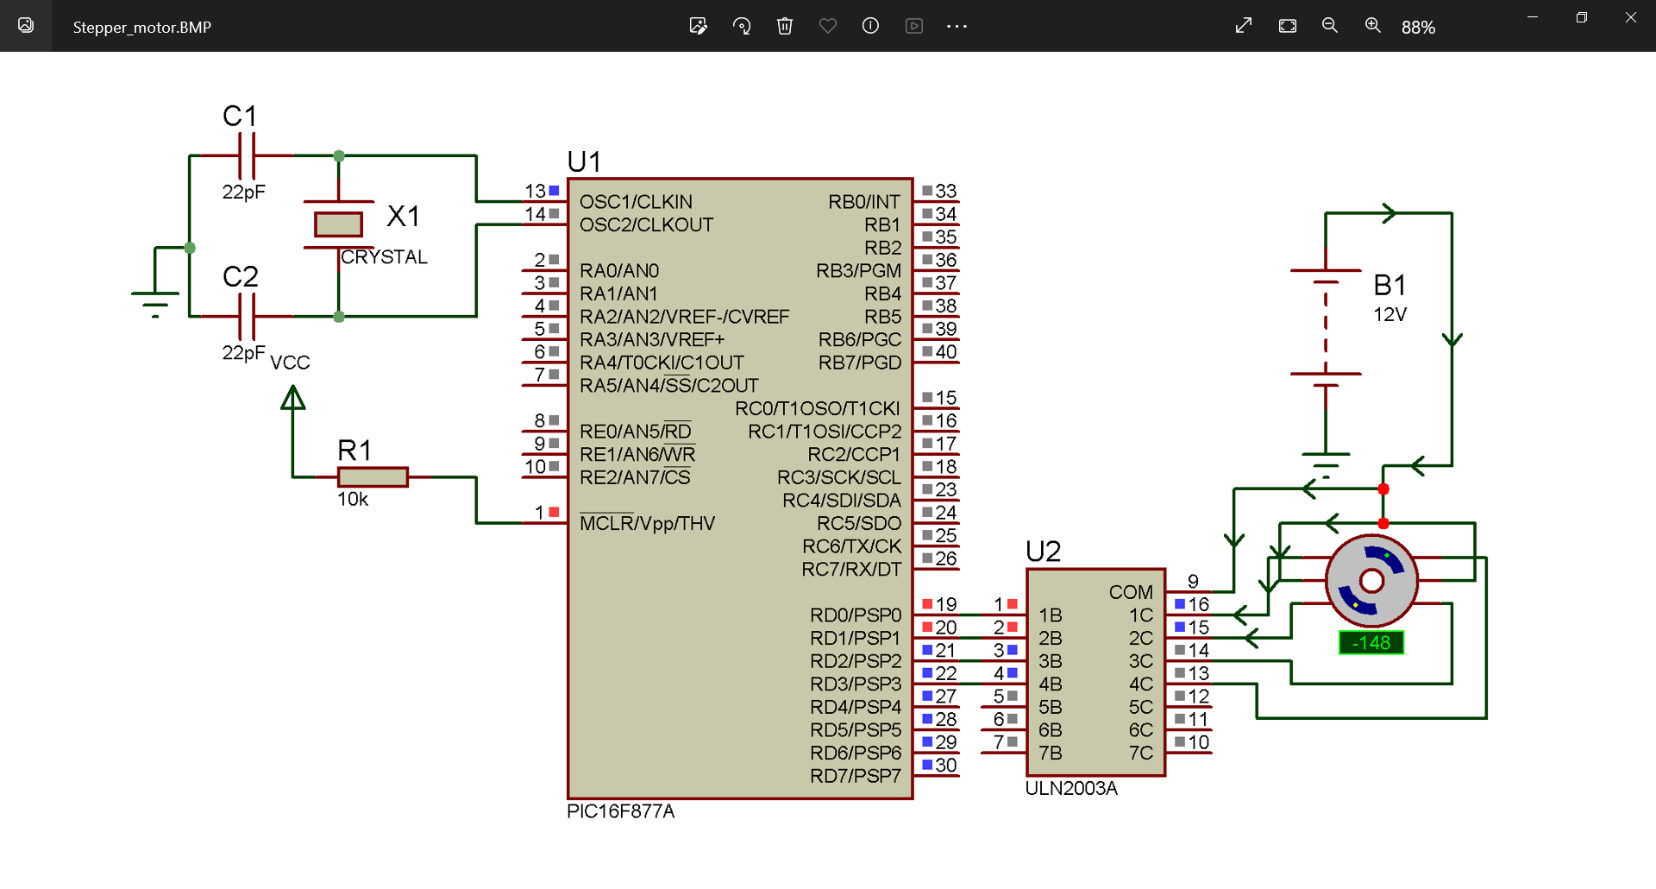 Stepper_motor.BMP
88%
C1
22pF
X1
CRYSTAL
C2
22pF
VCC
R1
10k
U1
13 OSC1/CLKIN
14 OSC2/CLKOUT
2 RA0/AN0
3 RA1/AN1
4 RA2/AN2/VREF-/CVREF
5 RA3/AN3/VREF+
6 RA4/T0CKI/C1OUT
7 RA5/AN4/SS/C2OUT
8 RE0/AN5/RD
9 RE1/AN6/WR
10 RE2/AN7/CS
1 MCLR/Vpp/THV
RB0/INT 33
RB1 34
RB2 35
RB3/PGM 36
RB4 37
RB5 38
RB6/PGC 39
RB7/PGD 40
RC0/T1OSO/T1CKI 15
RC1/T1OSI/CCP2 16
RC2/CCP1 17
RC3/SCK/SCL 18
RC4/SDI/SDA 23
RC5/SDO 24
RC6/TX/CK 25
RC7/RX/DT 26
RD0/PSP0 19
RD1/PSP1 20
RD2/PSP2 21
RD3/PSP3 22
RD4/PSP4 27
RD5/PSP5 28
RD6/PSP6 29
RD7/PSP7 30
PIC16F877A
U2
COM 9
1 1B 1C 16
2 2B 2C 15
3 3B 3C 14
4 4B 4C 13
5 5B 5C 12
6 6B 6C 11
7 7B 7C 10
ULN2003A
B1
12V
-148